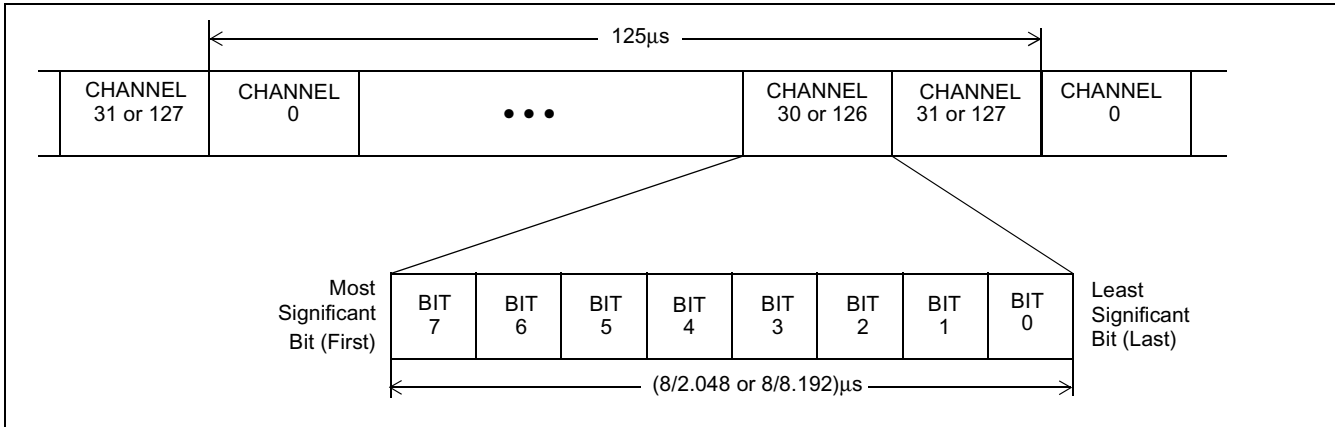 125μs
CHANNEL
31 or 127
CHANNEL
0
• • •
CHANNEL
30 or 126
CHANNEL
31 or 127
CHANNEL
0
Most
Significant
Bit (First)
BIT
7
BIT
6
BIT
5
BIT
4
BIT
3
BIT
2
BIT
1
BIT
0
Least
Significant
Bit (Last)
(8/2.048 or 8/8.192)μs